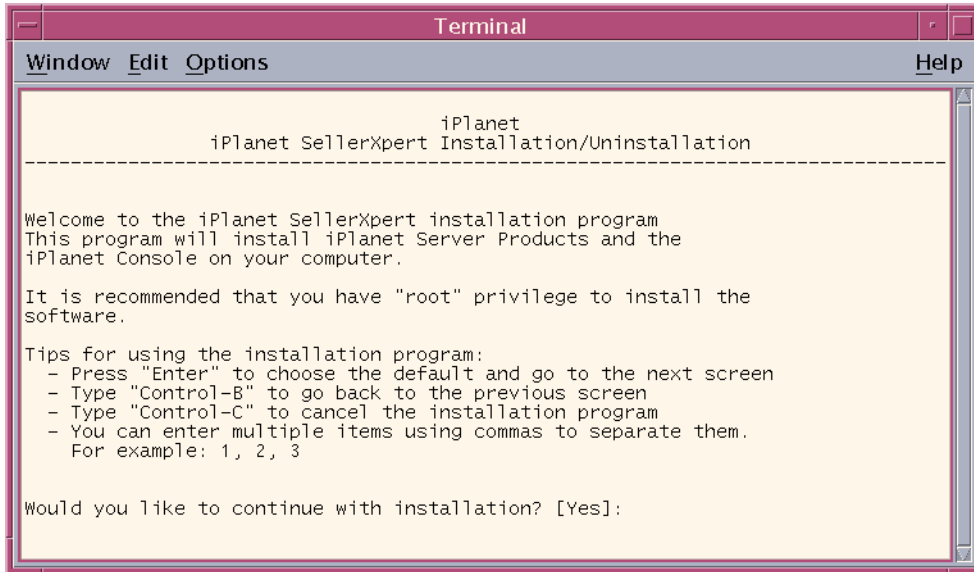 Terminal
Window Edit Options Help
iPlanet
iPlanet SellerXpert Installation/Uninstallation
-------------------------------------------------------------------------------
Welcome to the iPlanet SellerXpert installation program
This program will install iPlanet Server Products and the
iPlanet Console on your computer.
It is recommended that you have "root" privilege to install the
software.
Tips for using the installation program:
- Press "Enter" to choose the default and go to the next screen
- Type "Control-B" to go back to the previous screen
- Type "Control-C" to cancel the installation program
- You can enter multiple items using commas to separate them.
For example: 1, 2, 3
Would you like to continue with installation? [Yes]: